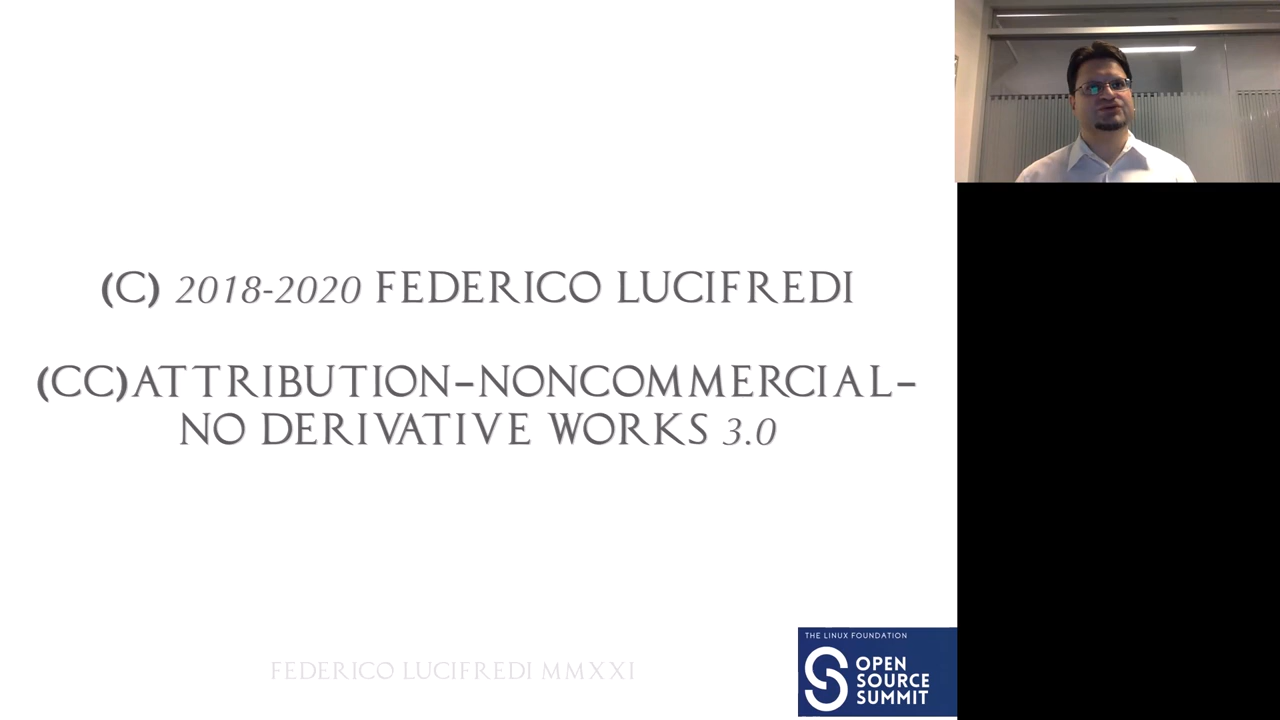 (C) 2018-2020 FEDERICO LUCIFREDI
(CC)ATTRIBUTION-NONCOMMERCIAL-
NO DERIVATIVE WORKS 3.0
FEDERICO LUCIFREDI MMXXI
THE LINUX FOUNDATION
OPEN
SOURCE
SUMMIT